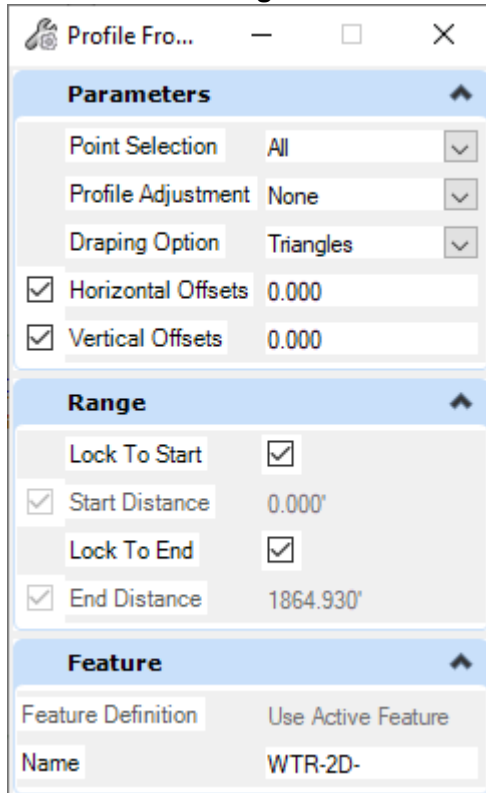 Profile Fro...
Parameters
Point Selection All
Profile Adjustment None
Draping Option Triangles
Horizontal Offsets 0.000
Vertical Offsets 0.000
Range
Lock To Start
Start Distance 0.000'
Lock To End
End Distance 1864.930'
Feature
Feature Definition Use Active Feature
Name WTR-2D-